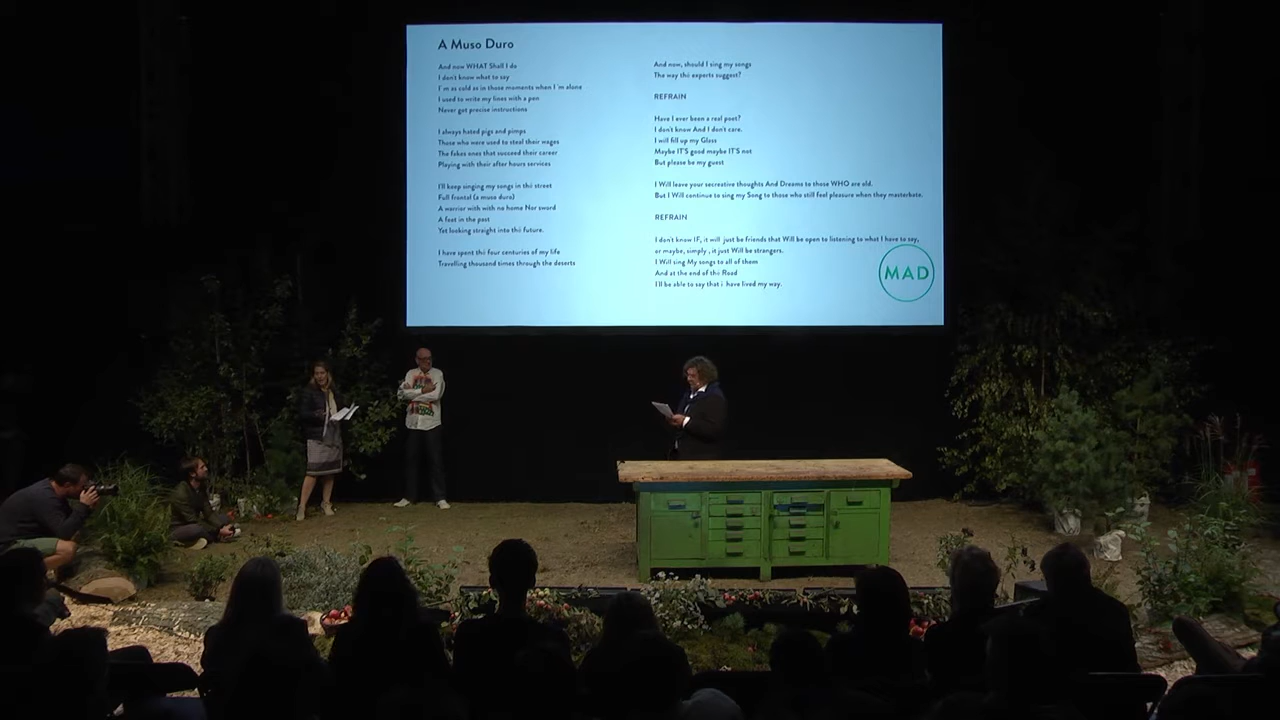 A Muso Duro
And now WHAT Shall I do
I don't know what to say
I'm as cold as in those moments when I'm alone
I used to write my lines with a pen
Never got precise instructions
I always hated pigs and pimps
Those who were used to steal their wages
The fakes ones that succeed their career
Playing with their after hours services
I'll keep singing my songs in thi street
Full frontal (a muso duro)
A warrior with with no home Nor sword
A foot in the past
Yet looking straight into thi future.
I have spent thi four centuries of my life
Travelling thousand times through the deserts
And now, should I sing my songs
The way thi experts suggest?
REFRAIN
Have I ever been a real poet?
I don't know And I don't care.
I will fill up my Glass
Maybe IT'S good maybe IT'S not
But please be my guest
I Will leave your secreative thoughts And Dreams to those WHO are old.
But I Will continue to sing my Song to those who still feel pleasure when they masterbate.
REFRAIN
I don't know IF, it will just be friends that Will be open to listening to what I have to say,
or maybe, simply , it just Will be strangers.
I Will sing My songs to all of them
And at the end of thi Road
I'll be able to say that i have lived my way.
MAD